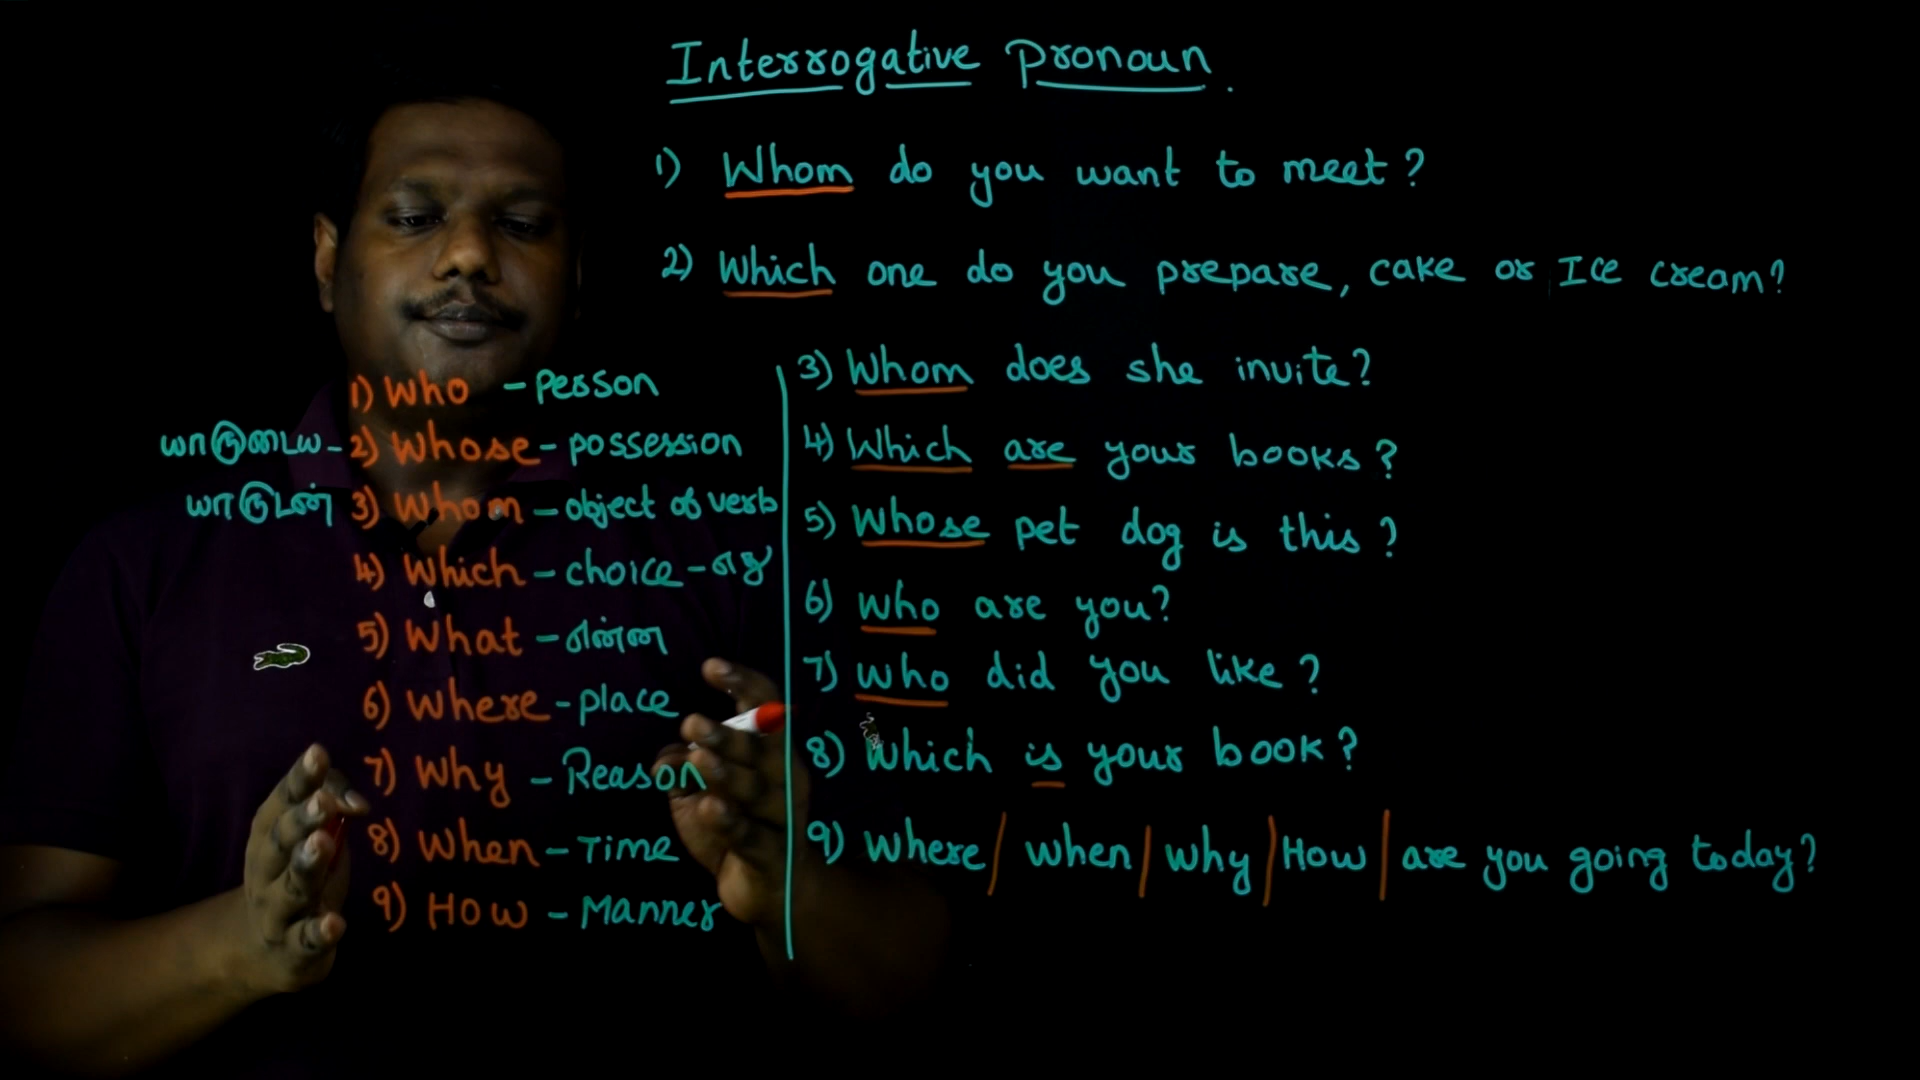 Interrogative pronoun.
1) Whom do you want to meet?
2) Which one do you prepare, cake or Ice cream?
1) Who - Person
யாருடைய - 2) Whose - possession
யாருடன் 3) Whom - object of verb
4) Which - choice - எது
5) What - என்ன
6) Where - place
7) Why - Reason
8) When - Time
9) How - Manner
3) Whom does she invite?
4) Which are your books?
5) Whose pet dog is this?
6) Who are you?
7) Who did you like?
8) Which is your book?
9) Where / when / why / How / are you going today?